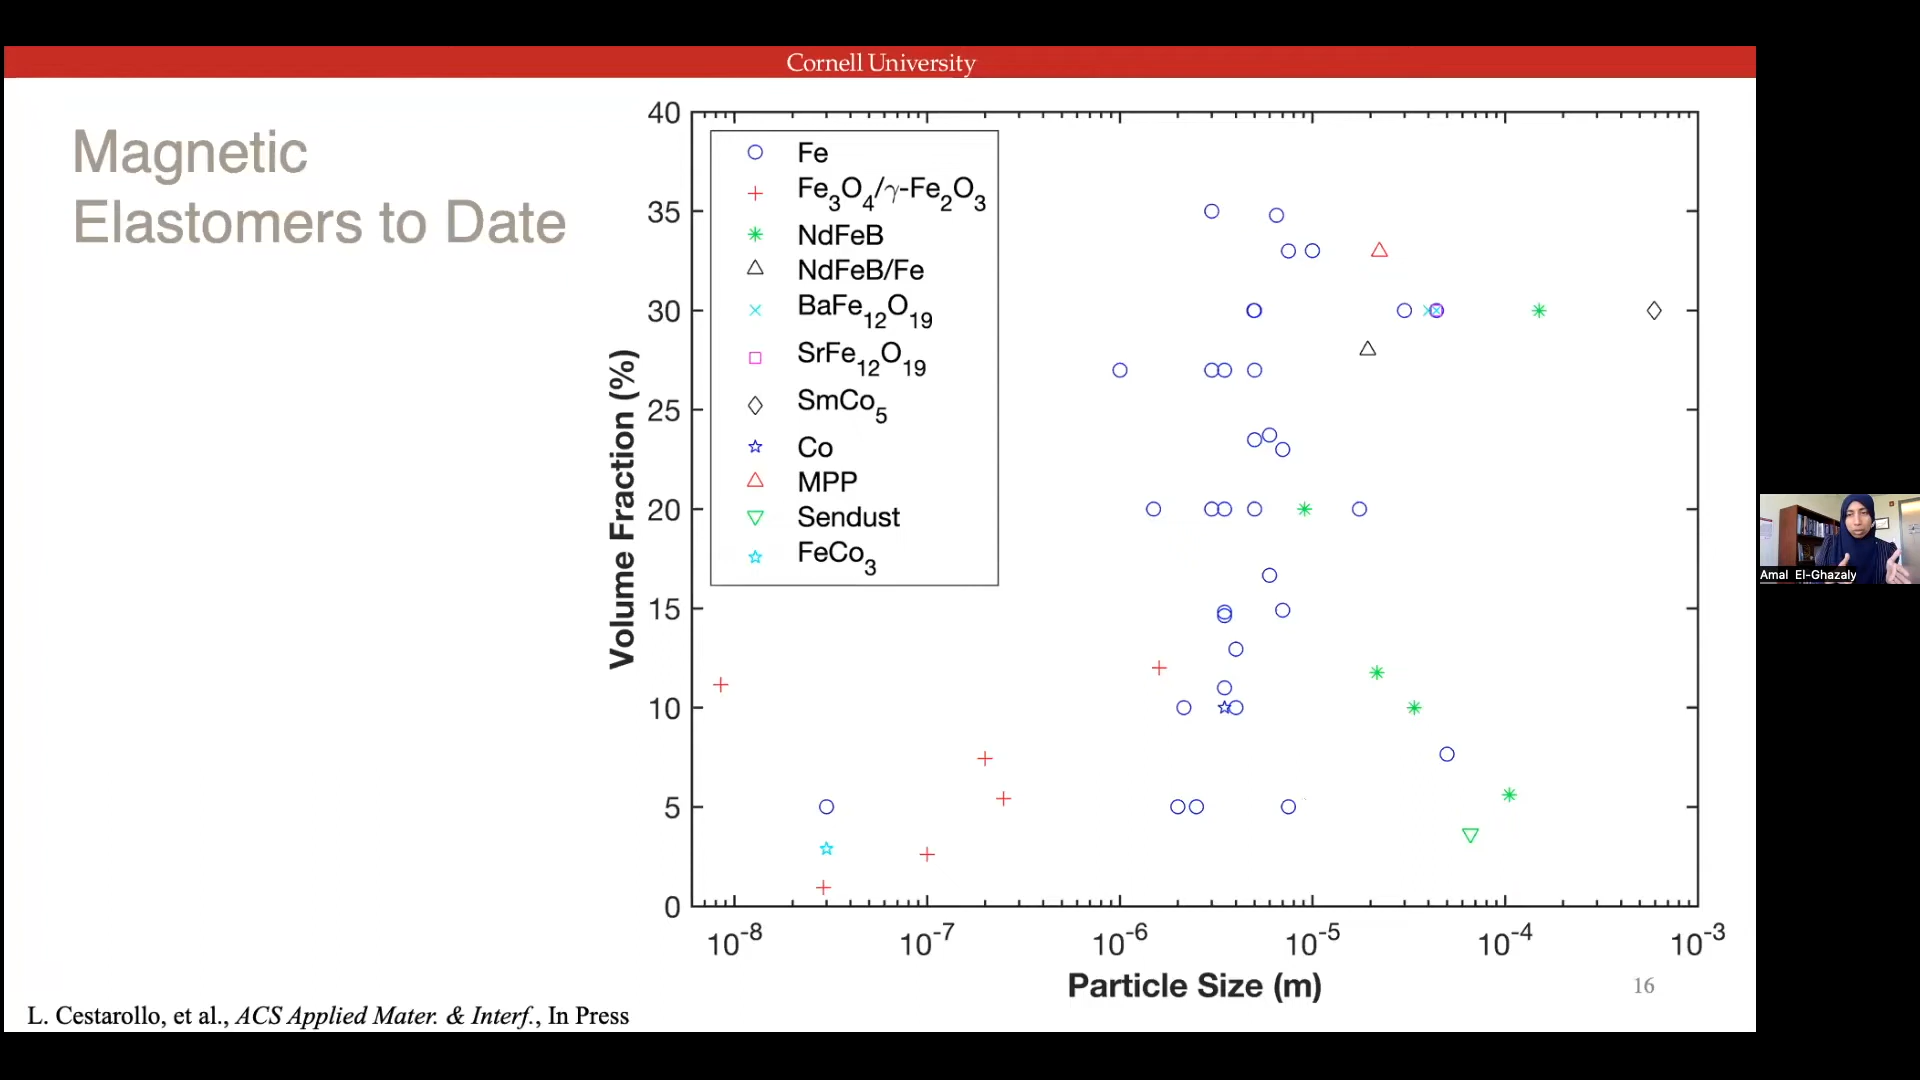 Cornell University
Magnetic
Elastomers to Date
40
35
30
25
20
15
10
5
0
Volume Fraction (%)
Fe
Fe3O4/γ-Fe2O3
NdFeB
NdFeB/Fe
BaFe12O19
SrFe12O19
SmCo5
Co
MPP
Sendust
FeCo3
10-8 10-7 10-6 10-5 10-4 10-3
Particle Size (m)
16
L. Cestarollo, et al., ACS Applied Mater. & Interf., In Press
Amal El-Ghazaly